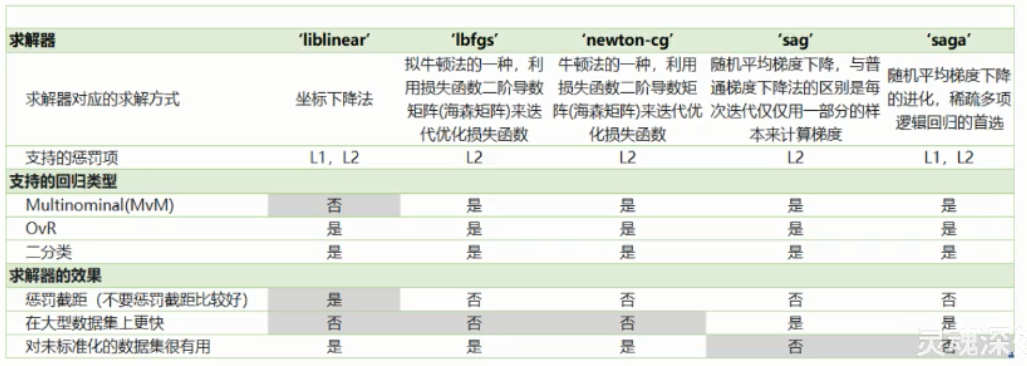 求解器 'liblinear' 'lbfgs' 'newton-cg' 'sag' 'saga'
求解器对应的求解方式 坐标下降法 拟牛顿法的一种，利用损失函数二阶导数矩阵(海森矩阵)来迭代优化损失函数 牛顿法的一种，利用损失函数二阶导数矩阵(海森矩阵)来迭代优化损失函数 随机平均梯度下降，与普通梯度下降法的区别是每次迭代仅仅用一部分的样本来计算梯度 随机平均梯度下降的进化，稀疏多项逻辑回归的首选
支持的惩罚项 L1，L2 L2 L2 L2 L1，L2
支持的回归类型
Multinominal(MvM) 否 是 是 是 是
OvR 是 是 是 是 是
二分类 是 是 是 是 是
求解器的效果
惩罚截距（不要惩罚截距比较好） 是 否 否 否 否
在大型数据集上更快 否 否 否 是 是
对未标准化的数据集很有用 是 是 是 否 否
灵魂深